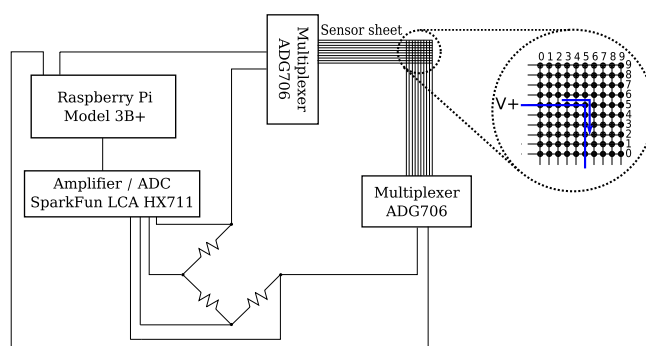 Multiplexer
ADG706
Sensor sheet
Raspberry Pi
Model 3B+
Amplifier / ADC
SparkFun LCA HX711
Multiplexer
ADG706
0 1 2 3 4 5 6 7 8 9
V+
9
8
7
6
5
4
3
2
1
0